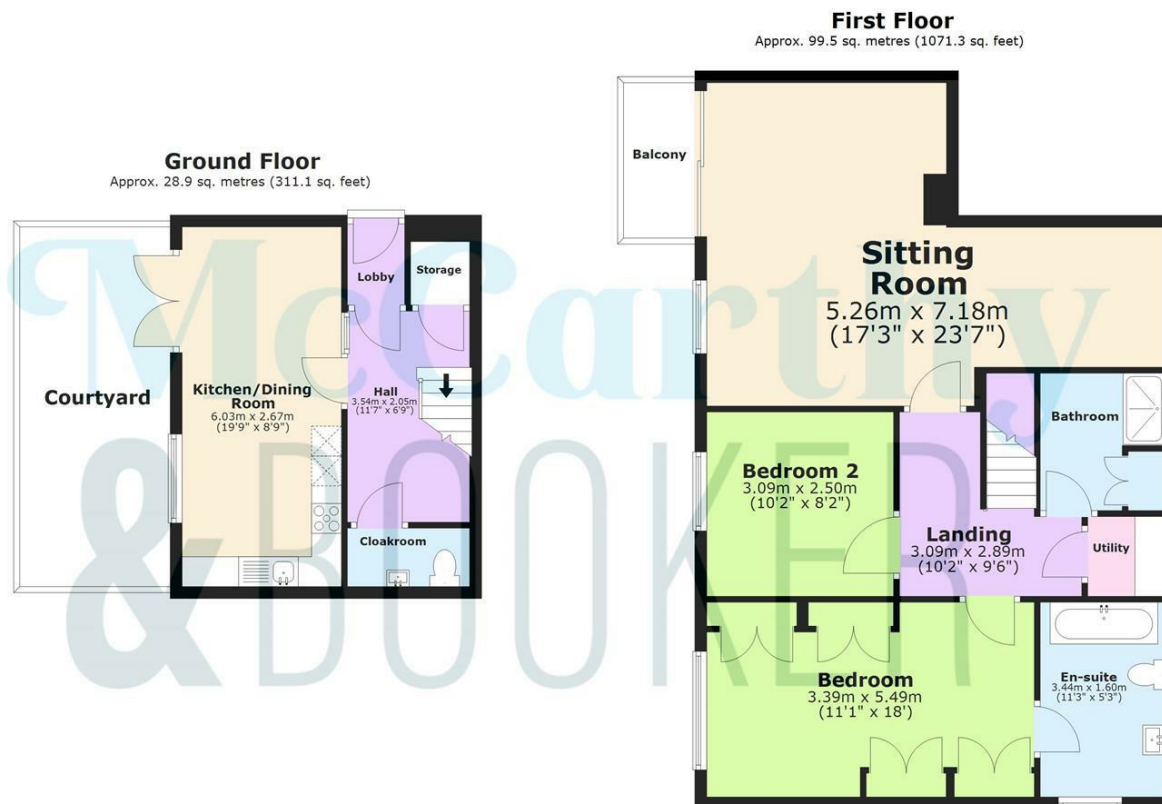 Ground Floor
Approx. 28.9 sq. metres (311.1 sq. feet)
Lobby
Storage
Courtyard
Kitchen/Dining
Room
6.03m x 2.67m
(19'9" x 8'9")
Hall
3.54m x 2.05m
(11'7" x 6'9")
Cloakroom
First Floor
Approx. 99.5 sq. metres (1071.3 sq. feet)
Balcony
Sitting
Room
5.26m x 7.18m
(17'3" x 23'7")
Bathroom
Bedroom 2
3.09m x 2.50m
(10'2" x 8'2")
Landing
3.09m x 2.89m
(10'2" x 9'6")
Utility
Bedroom
3.39m x 5.49m
(11'1" x 18')
En-suite
3.44m x 1.60m
(11'3" x 5'3")
McCarthy
&BOOKER